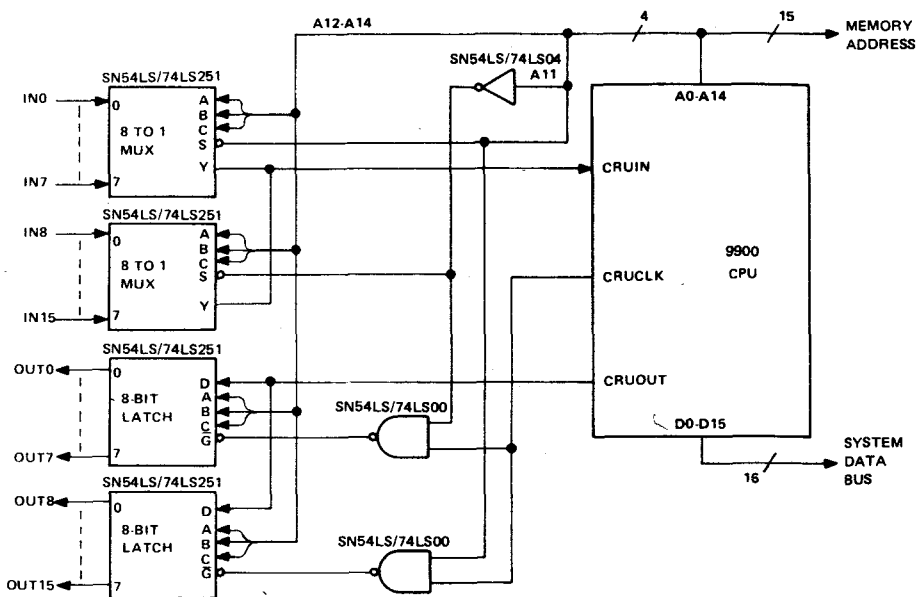 A12-A14
4
15
MEMORY
ADDRESS
SN54LS/74LS04
A11
SN54LS/74LS251
IN0
0
8 TO 1
MUX
A
B
C
S
Y
IN7
7
A0-A14
CRUIN
9900
CPU
CRUCLK
CRUOUT
D0-D15
SN54LS/74LS251
IN8
0
8 TO 1
MUX
A
B
C
S
Y
IN15
7
SN54LS/74LS251
OUT0
0
8-BIT
LATCH
D
A
B
C
G
OUT7
7
SN54LS/74LS00
16
SYSTEM
DATA
BUS
SN54LS/74LS251
OUT8
0
8-BIT
LATCH
D
A
B
C
G
OUT15
7
SN54LS/74LS00